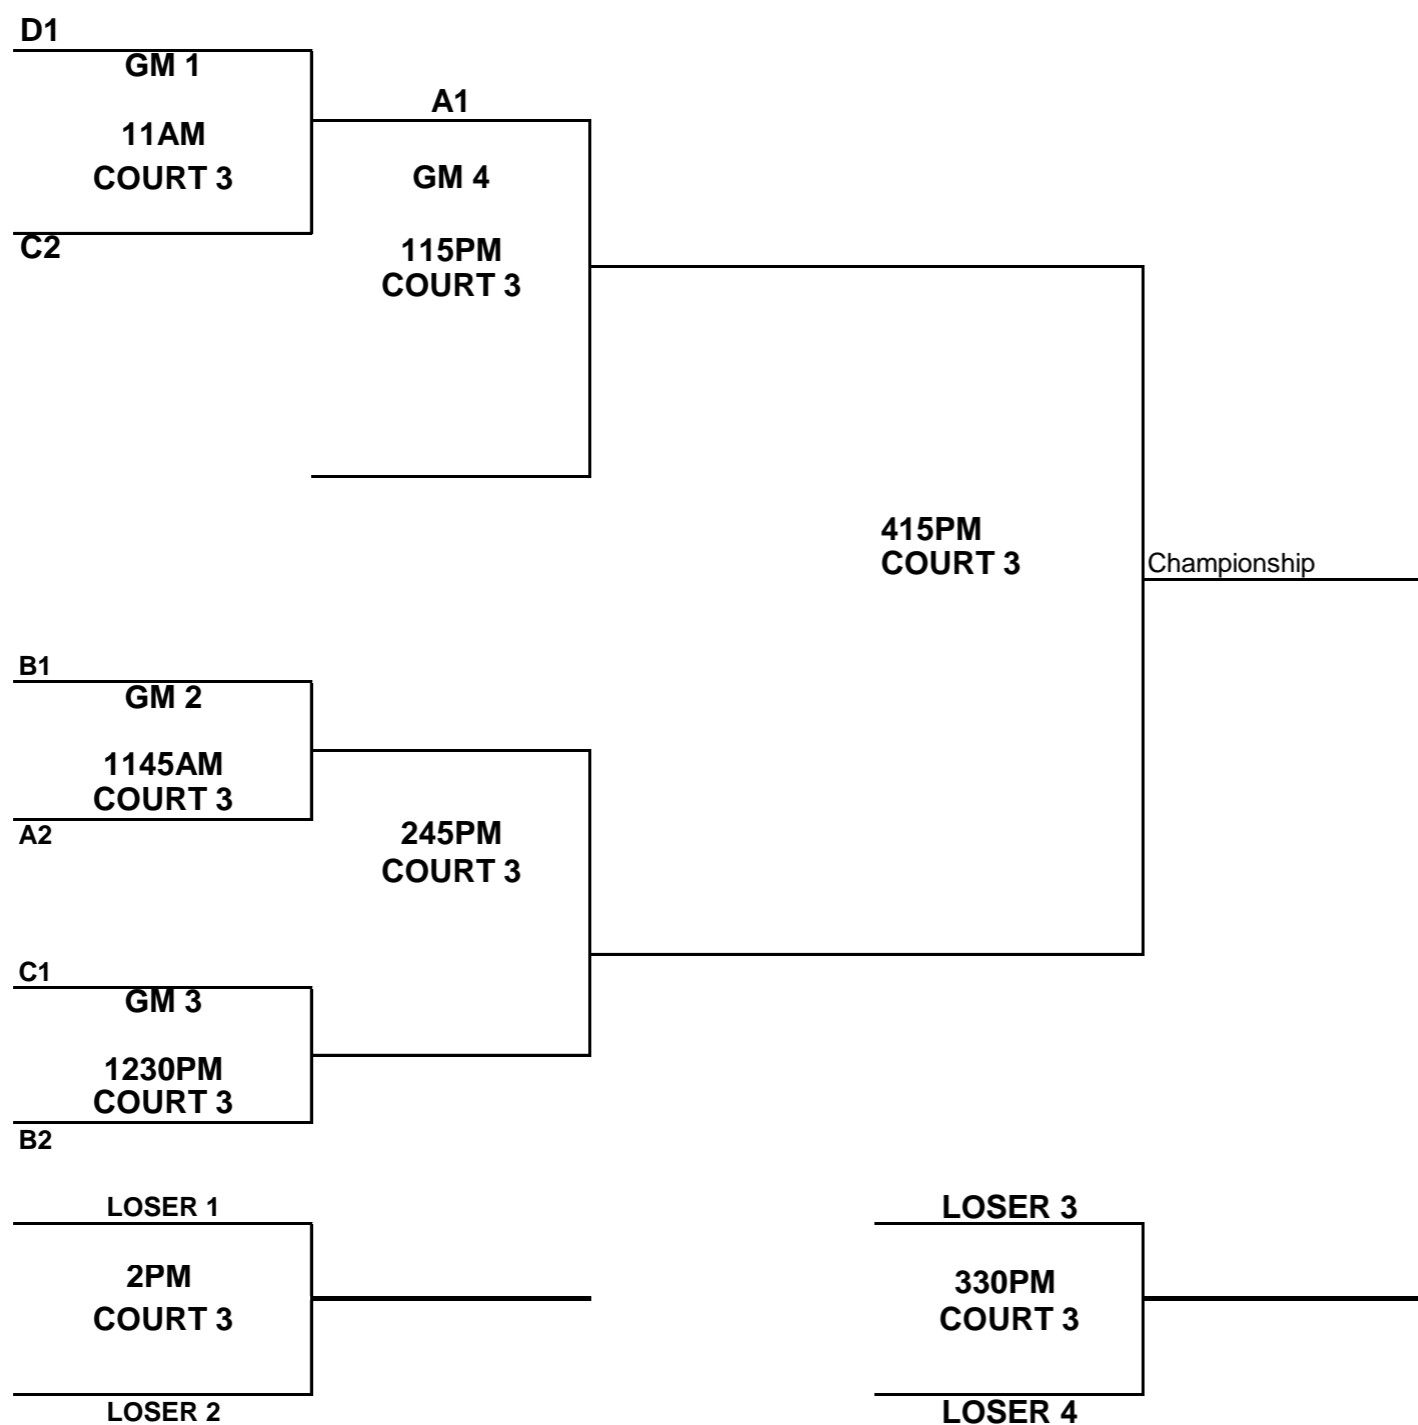 D1
GM 1
11AM
COURT 3
C2
A1
GM 4
115PM
COURT 3
415PM
COURT 3
Championship
B1
GM 2
1145AM
COURT 3
A2
245PM
COURT 3
C1
GM 3
1230PM
COURT 3
B2
LOSER 1
2PM
COURT 3
LOSER 2
LOSER 3
330PM
COURT 3
LOSER 4